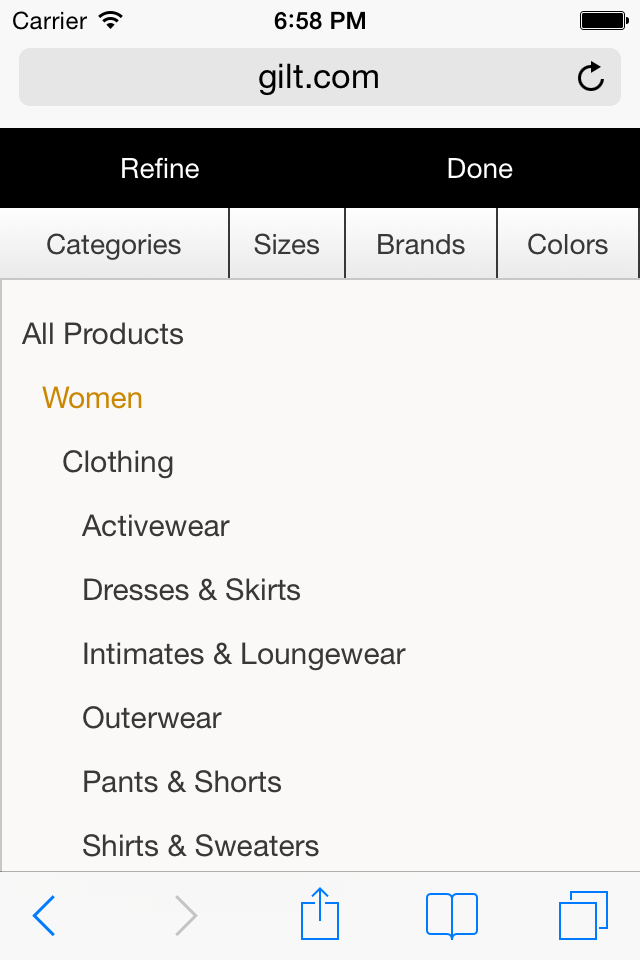 Carrier 6:58 PM
gilt.com
Refine Done
Categories Sizes Brands Colors
All Products
Women
Clothing
Activewear
Dresses & Skirts
Intimates & Loungewear
Outerwear
Pants & Shorts
Shirts & Sweaters